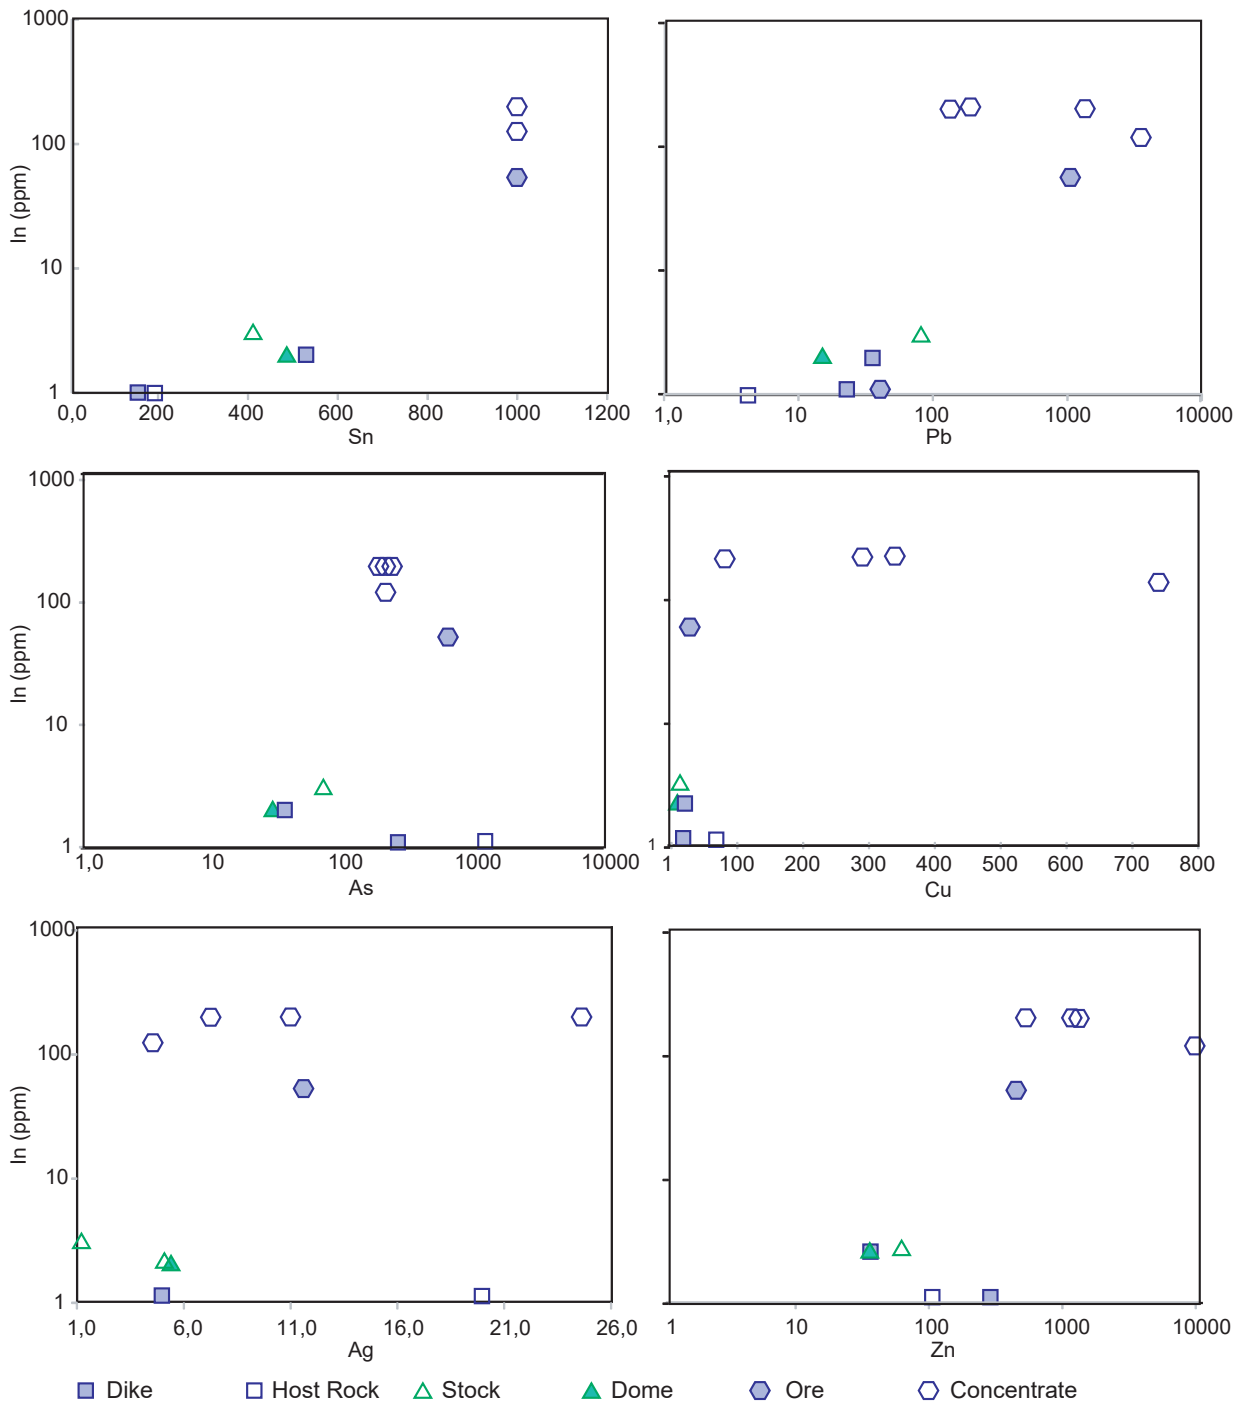 1000
100
In (ppm)
10
1
0.0 200 400 600 800 1000 1200
Sn
1,0 10 100 1000 10000
Pb
1000
100
In (ppm)
10
1
1,0 10 100 1000 10000
As
1 100 200 300 400 500 600 700 800
Cu
1000
100
In (ppm)
10
1
1,0 6,0 11,0 16,0 21,0 26,0
Ag
1 10 100 1000 10000
Zn
Dike Host Rock Stock Dome Ore Concentrate